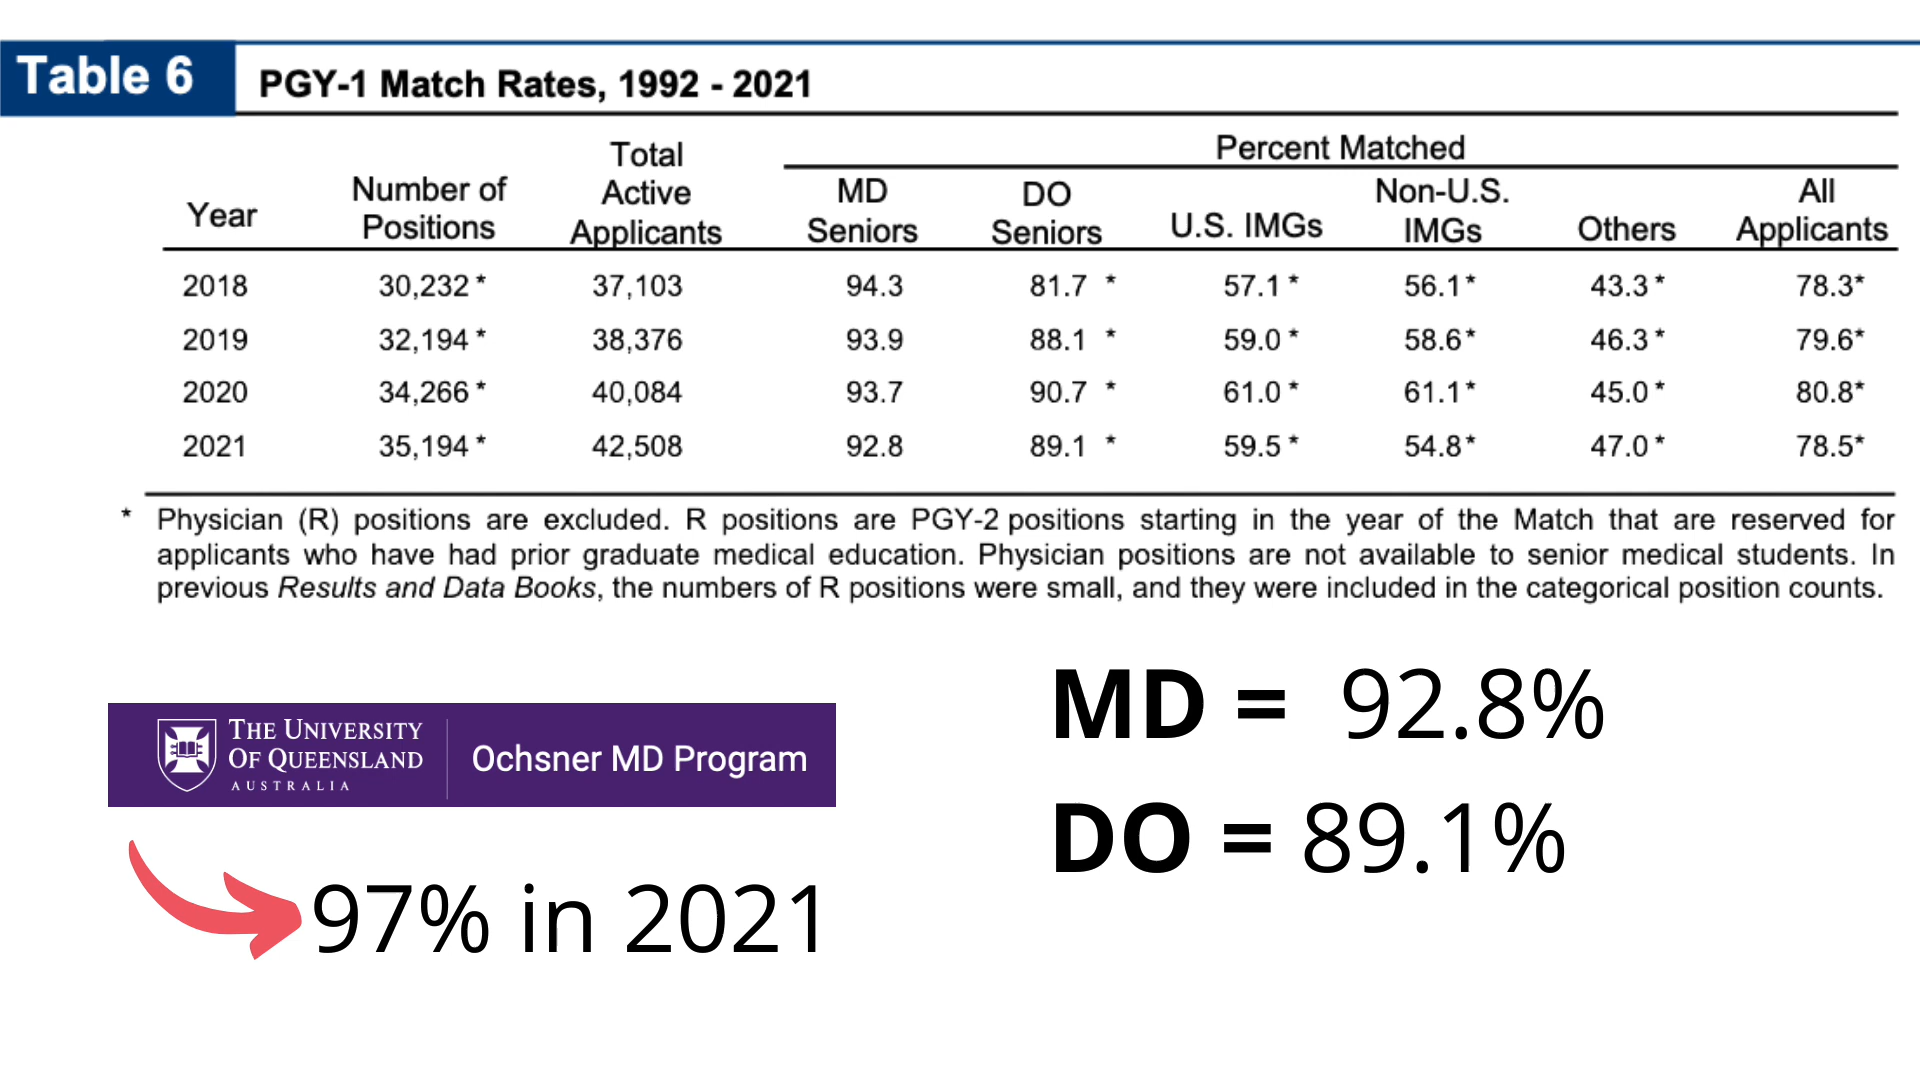 Table 6
PGY-1 Match Rates, 1992 - 2021
Percent Matched
Year Number of Positions Total Active Applicants MD Seniors DO Seniors U.S. IMGs Non-U.S. IMGs Others All Applicants
2018 30,232 * 37,103 94.3 81.7 * 57.1 * 56.1 * 43.3 * 78.3*
2019 32,194 * 38,376 93.9 88.1 * 59.0 * 58.6 * 46.3 * 79.6*
2020 34,266 * 40,084 93.7 90.7 * 61.0 * 61.1 * 45.0 * 80.8*
2021 35,194 * 42,508 92.8 89.1 * 59.5 * 54.8 * 47.0 * 78.5*
* Physician (R) positions are excluded. R positions are PGY-2 positions starting in the year of the Match that are reserved for
applicants who have had prior graduate medical education. Physician positions are not available to senior medical students. In
previous Results and Data Books, the numbers of R positions were small, and they were included in the categorical position counts.
THE UNIVERSITY
OF QUEENSLAND
AUSTRALIA
Ochsner MD Program
97% in 2021
MD = 92.8%
DO = 89.1%